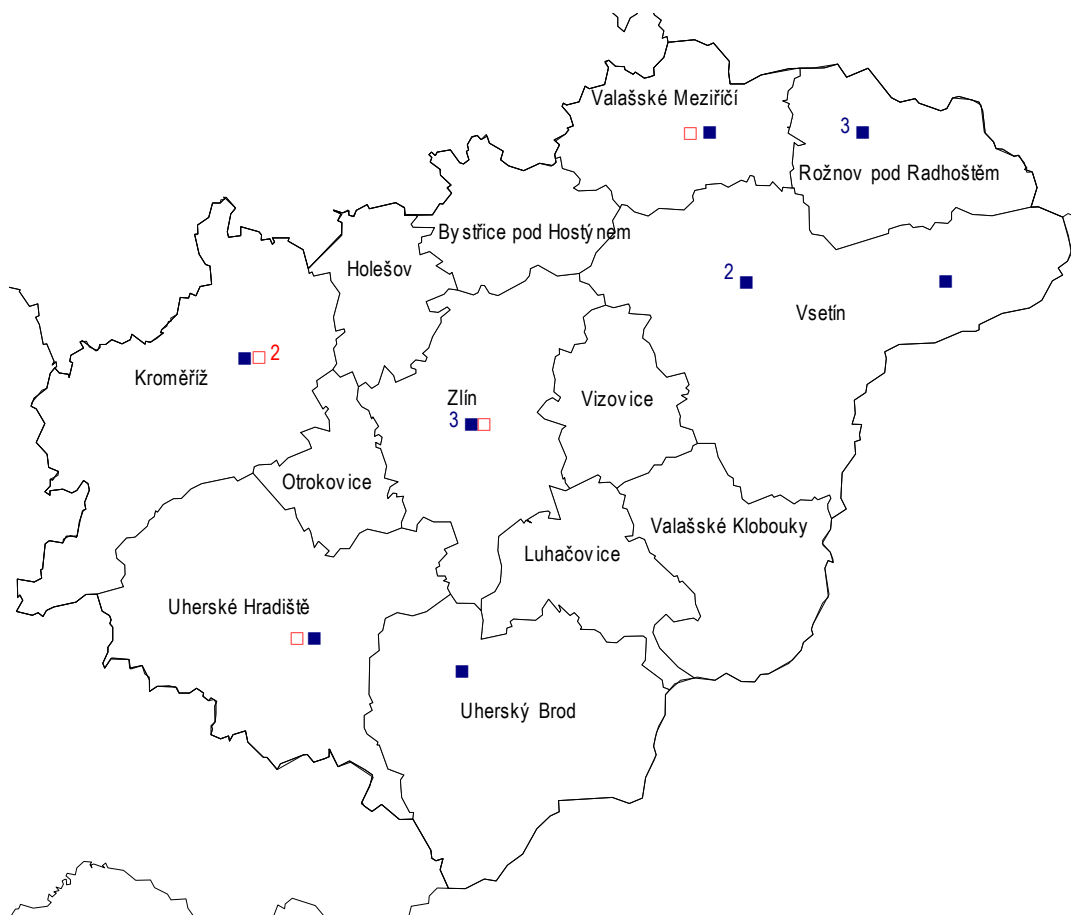 Valašské Meziříčí
3
Rožnov pod Radhoštěm
Bystřice pod Hostýnem
Holešov
2
Vsetín
2
Kroměříž
Zlín
3
Vizovice
Otrokovice
Valašské Klobouky
Luhačovice
Uherské Hradiště
Uherský Brod